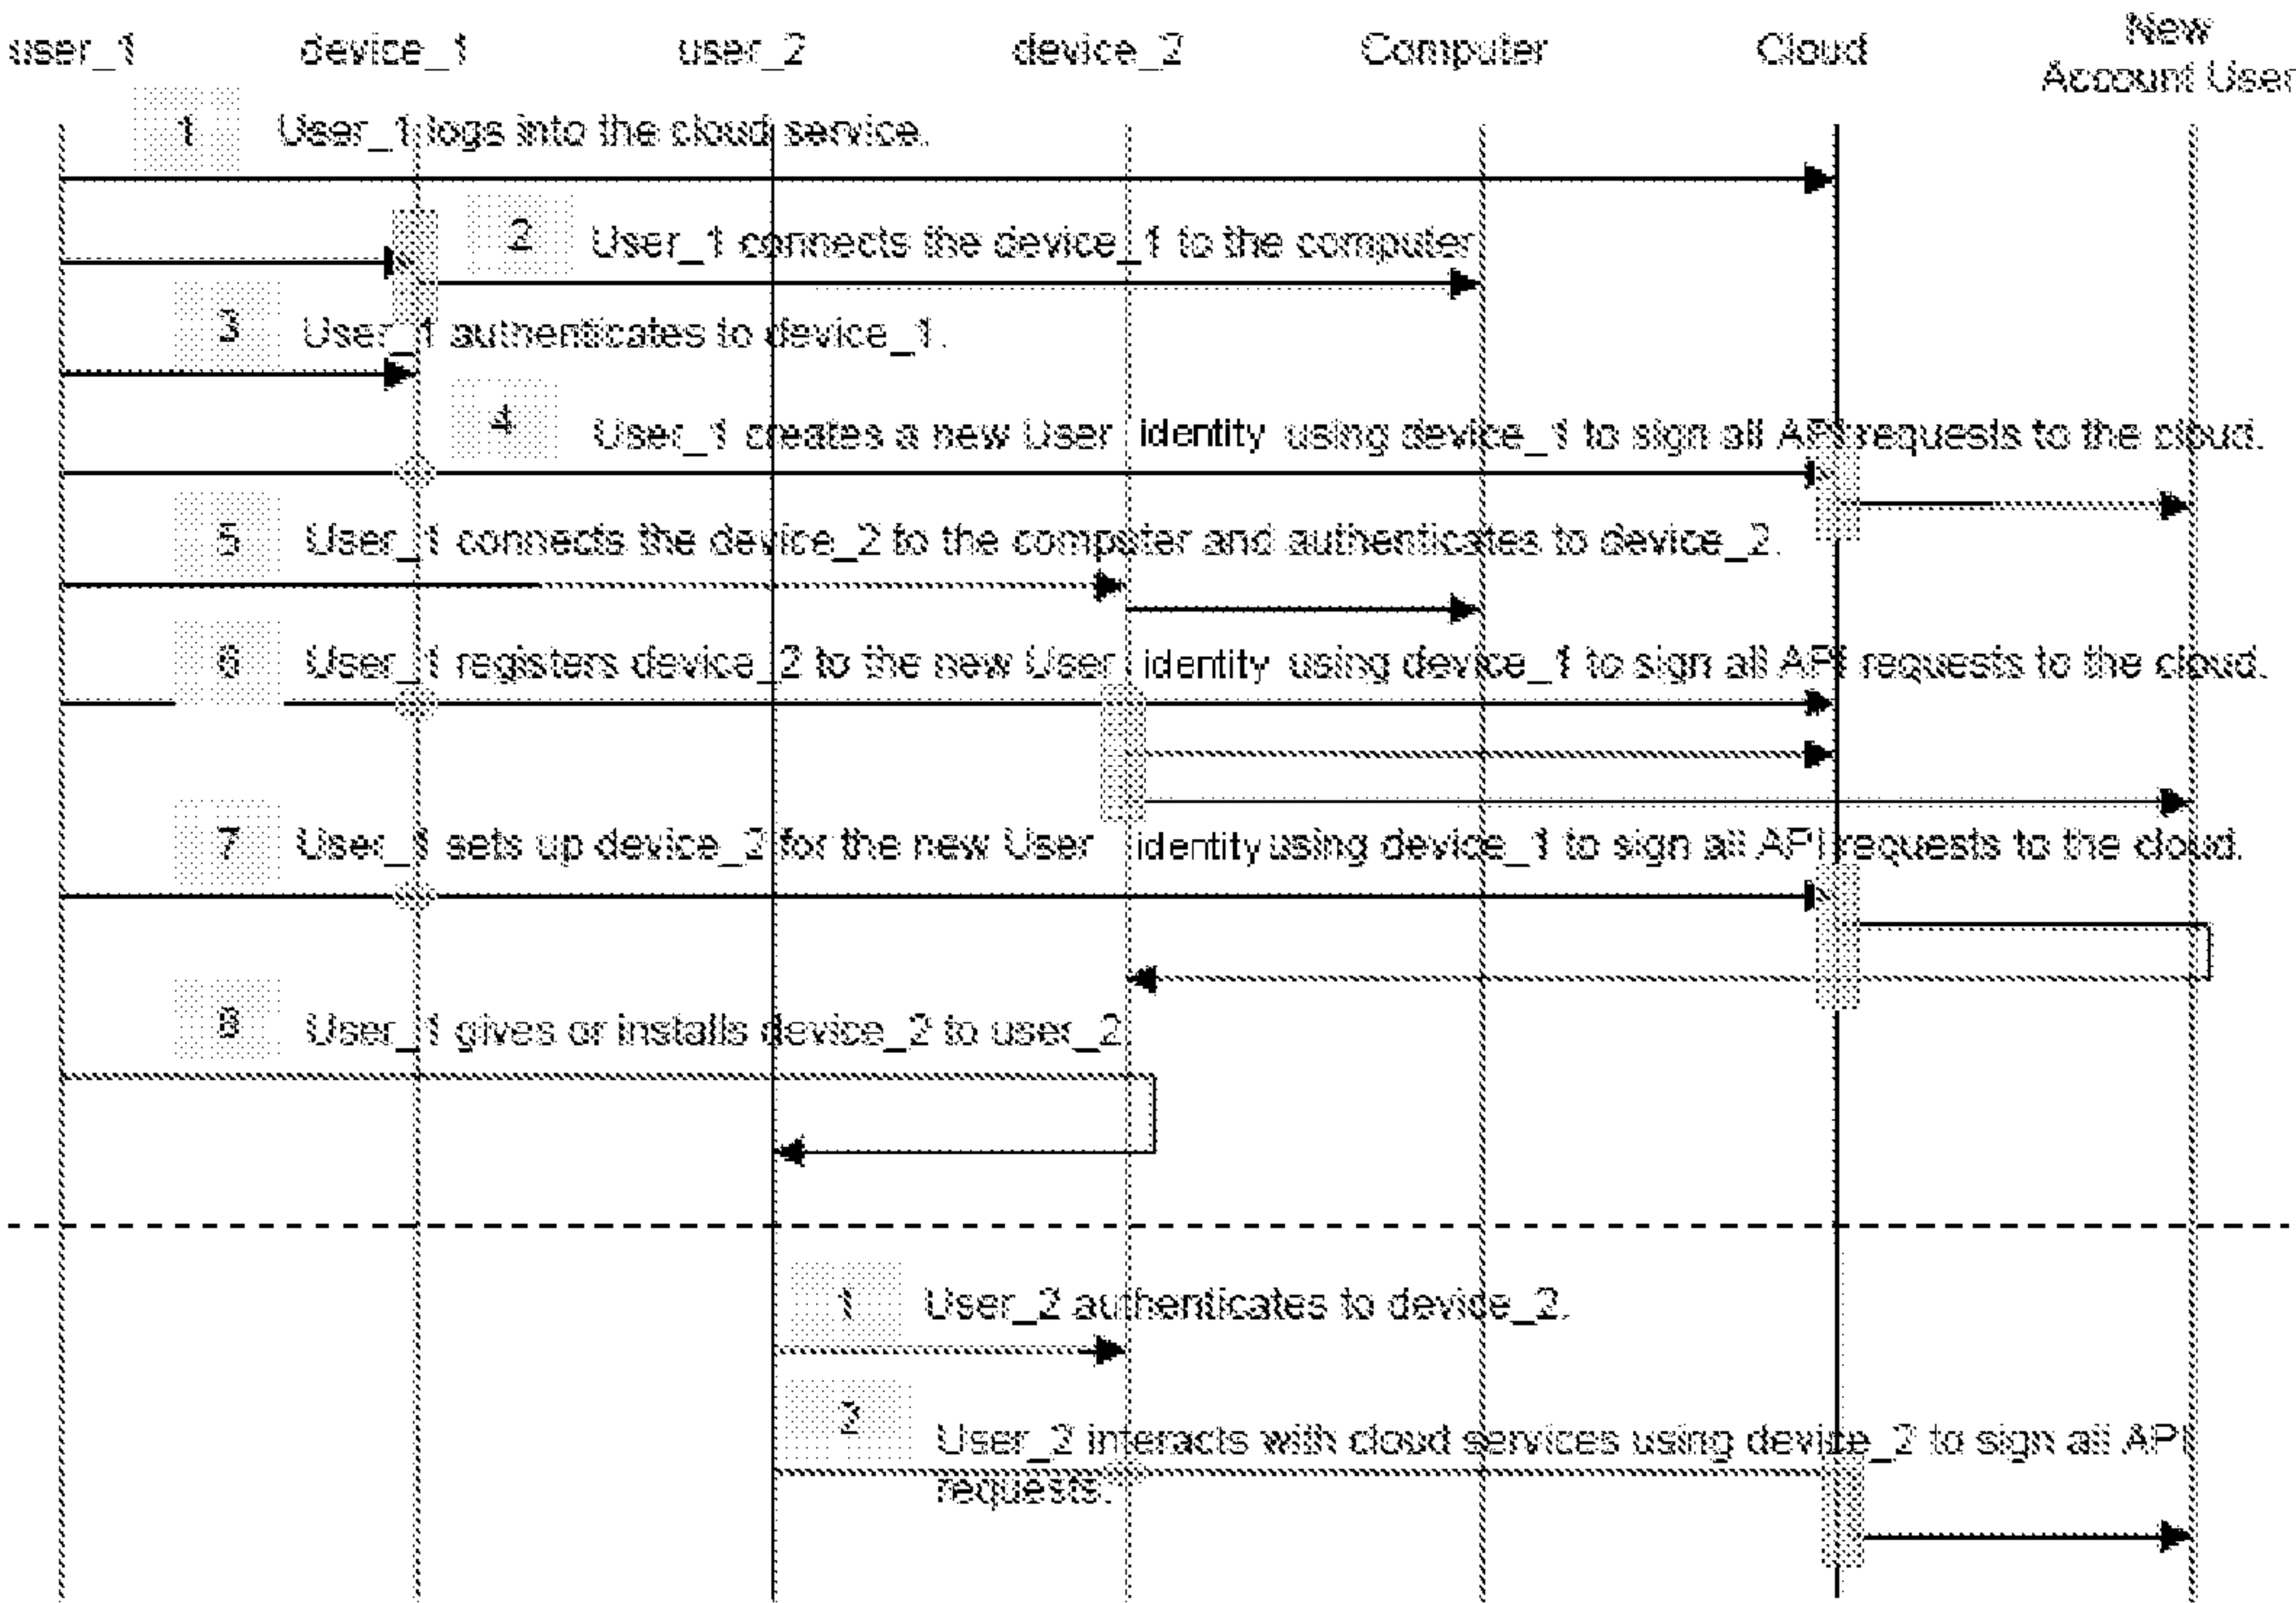 user_1 device_1 user_2 device_2 Computer Cloud New
Account User
1 User_1 logs into the cloud service.
2 User_1 connects the device_1 to the computer
3 User_1 authenticates to device_1.
4 User_1 creates a new User identity using device_1 to sign all API requests to the cloud.
5 User_1 connects the device_2 to the computer and authenticates to device_2.
6 User_1 registers device_2 to the new User identity using device_1 to sign all API requests to the cloud.
7 User_1 sets up device_2 for the new User identity using device_1 to sign all API requests to the cloud.
8 User_1 gives or installs device_2 to user_2
1 User_2 authenticates to device_2.
2 User_2 interacts with cloud services using device_2 to sign all API
requests.